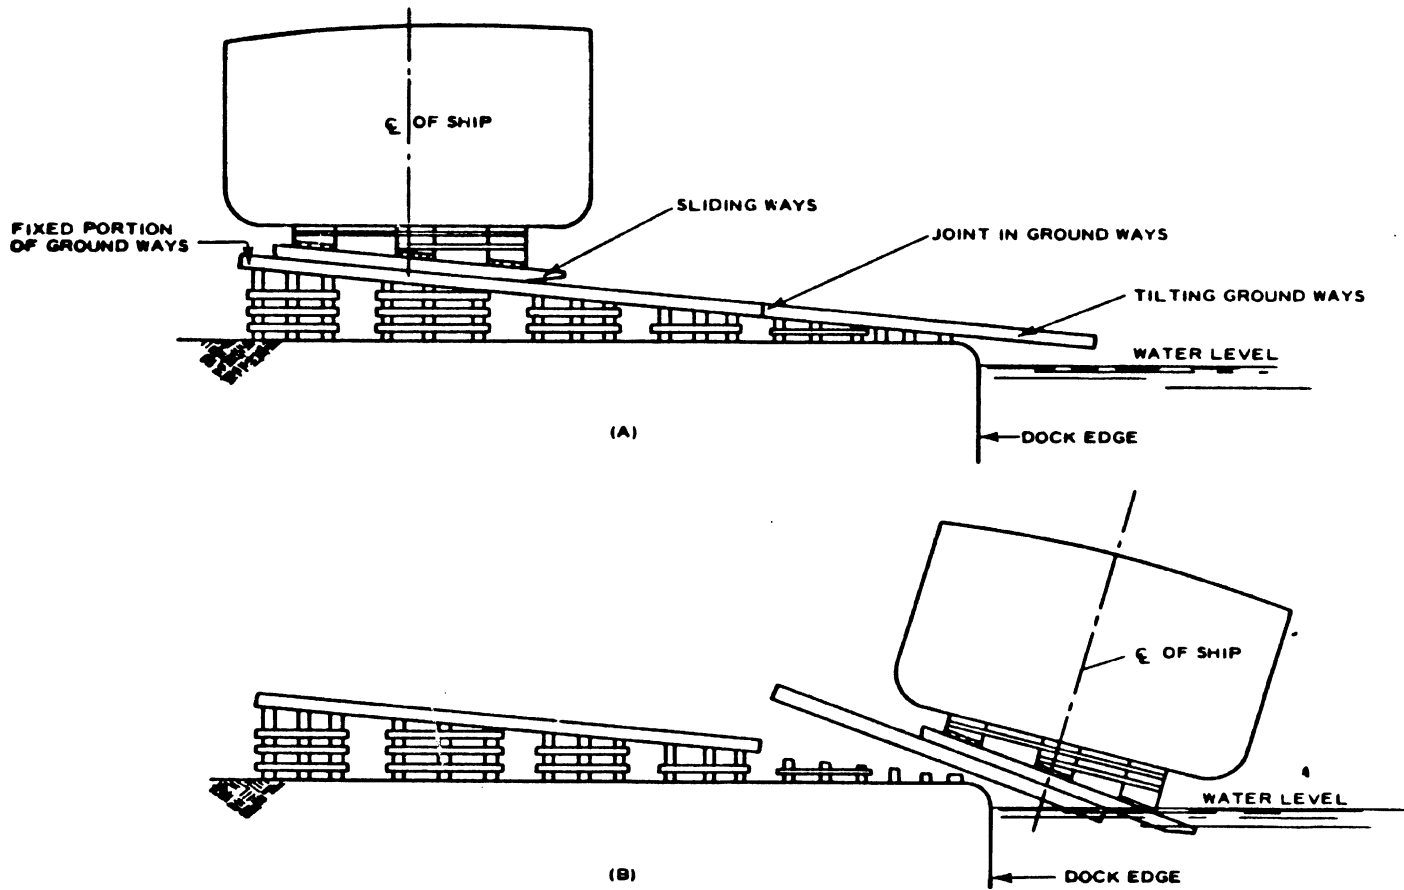 ℄ OF SHIP
SLIDING WAYS
FIXED PORTION
OF GROUND WAYS
JOINT IN GROUND WAYS
TILTING GROUND WAYS
WATER LEVEL
(A)
DOCK EDGE
℄ OF SHIP
WATER LEVEL
(B)
DOCK EDGE